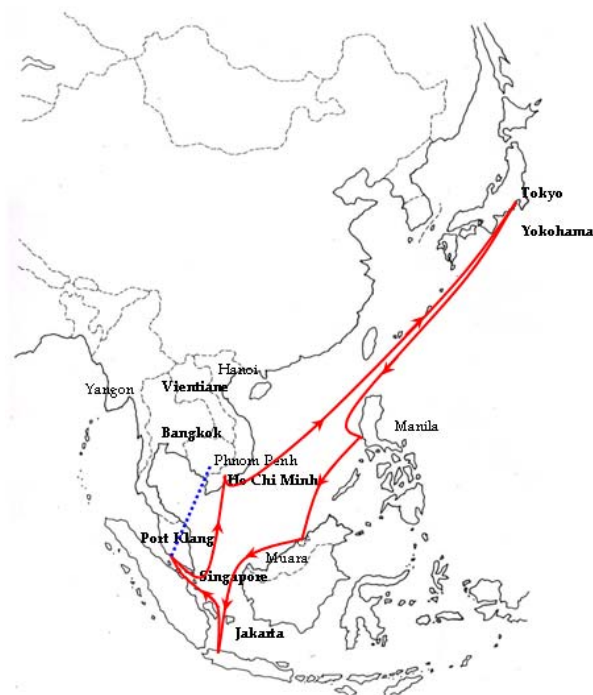 Tokyo
Yokohama
Hanoi
Yangon
Vientiane
Manila
Bangkok
Phnom Penh
Ho Chi Minh
Port Klang
Muara
Singapore
Jakarta